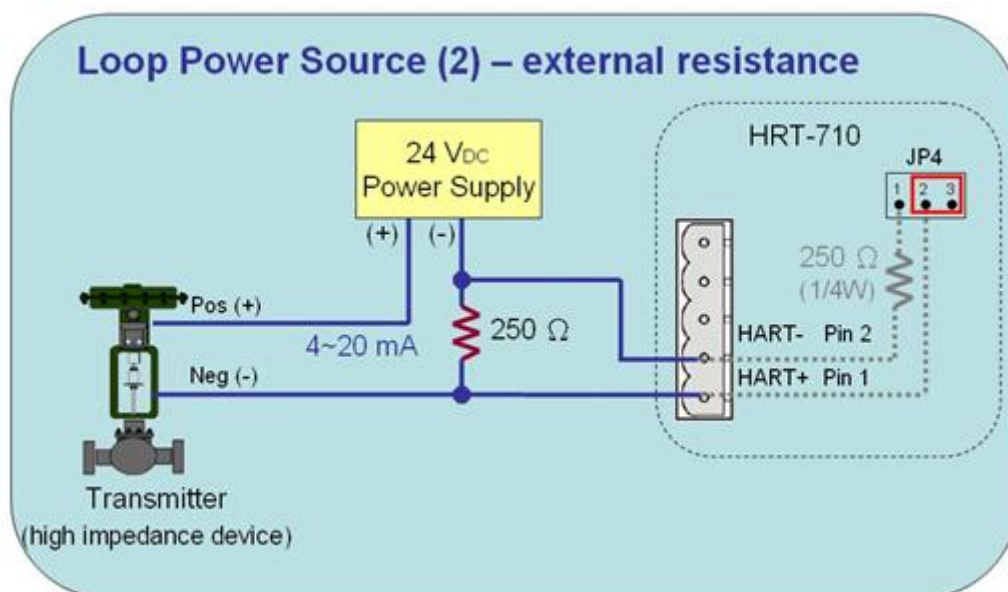 Loop Power Source (2) – external resistance
24 VDC
Power Supply
(+)
(-)
HRT-710
JP4
1 2 3
250 Ω
(1/4W)
Pos (+)
4~20 mA
250 Ω
HART- Pin 2
Neg (-)
HART+ Pin 1
Transmitter
(high impedance device)